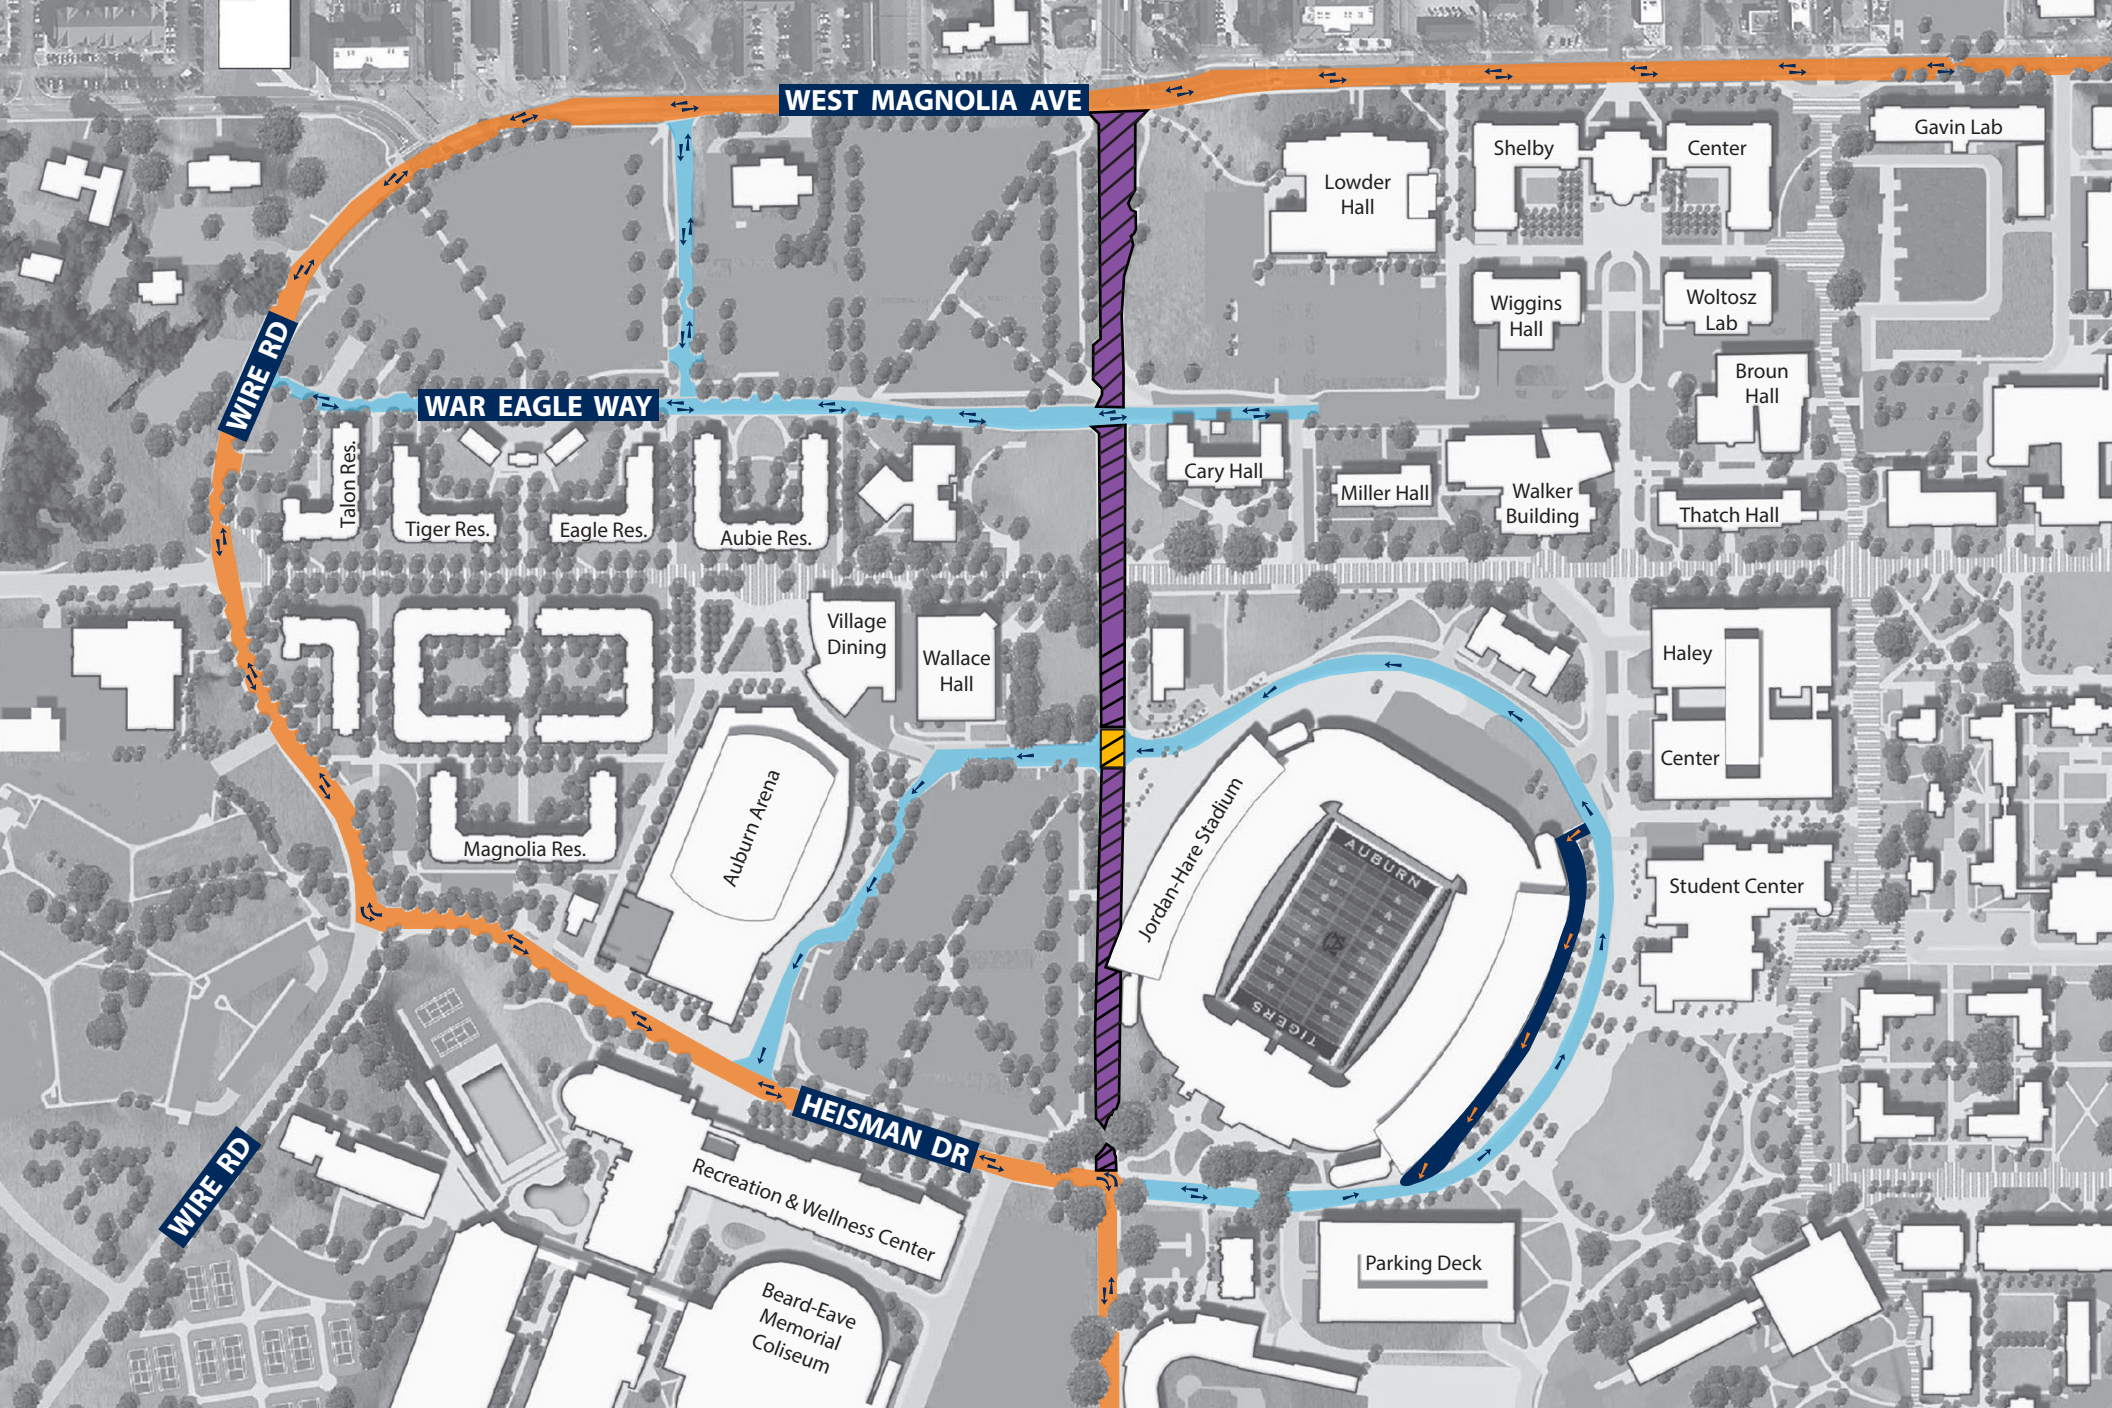 WEST MAGNOLIA AVE
Gavin Lab
Shelby
Center
Lowder
Hall
Wiggins
Hall
Woltosz
Lab
WIRE RD
Broun
Hall
WAR EAGLE WAY
Talon Res.
Tiger Res.
Eagle Res.
Aubie Res.
Cary Hall
Miller Hall
Walker
Building
Thatch Hall
Village
Dining
Wallace
Hall
Haley
Center
Magnolia Res.
Auburn Arena
Jordan-Hare Stadium
AUBURN
TIGERS
Student Center
HEISMAN DR
WIRE RD
Recreation & Wellness Center
Parking Deck
Beard-Eave
Memorial
Coliseum